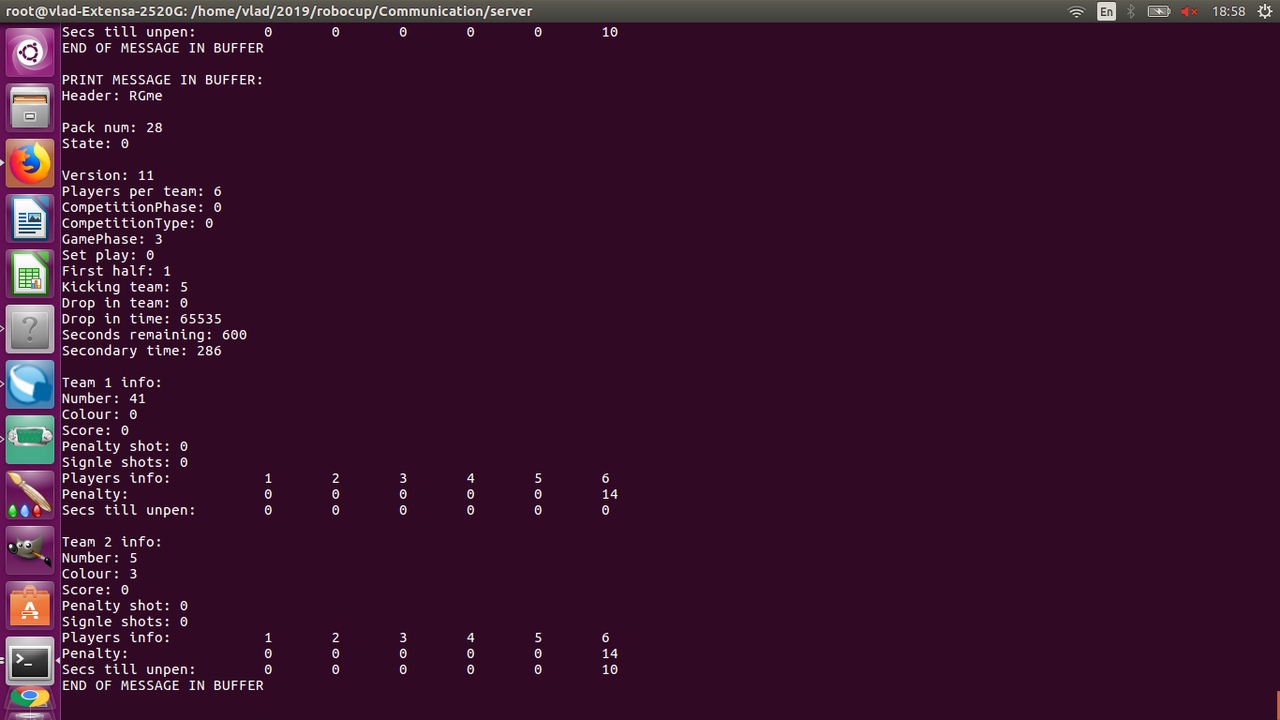 root@vlad-Extensa-2520G: /home/vlad/2019/robocup/Communication/server En 18:58
Secs till unpen: 0 0 0 0 0 10
END OF MESSAGE IN BUFFER
PRINT MESSAGE IN BUFFER:
Header: RGme
Pack num: 28
State: 0
Version: 11
Players per team: 6
CompetitionPhase: 0
CompetitionType: 0
GamePhase: 3
Set play: 0
First half: 1
Kicking team: 5
Drop in team: 0
Drop in time: 65535
Seconds remaining: 600
Secondary time: 286
Team 1 info:
Number: 41
Colour: 0
Score: 0
Penalty shot: 0
Signle shots: 0
Players info: 1 2 3 4 5 6
Penalty: 0 0 0 0 0 14
Secs till unpen: 0 0 0 0 0 0
Team 2 info:
Number: 5
Colour: 3
Score: 0
Penalty shot: 0
Signle shots: 0
Players info: 1 2 3 4 5 6
Penalty: 0 0 0 0 0 14
Secs till unpen: 0 0 0 0 0 10
END OF MESSAGE IN BUFFER